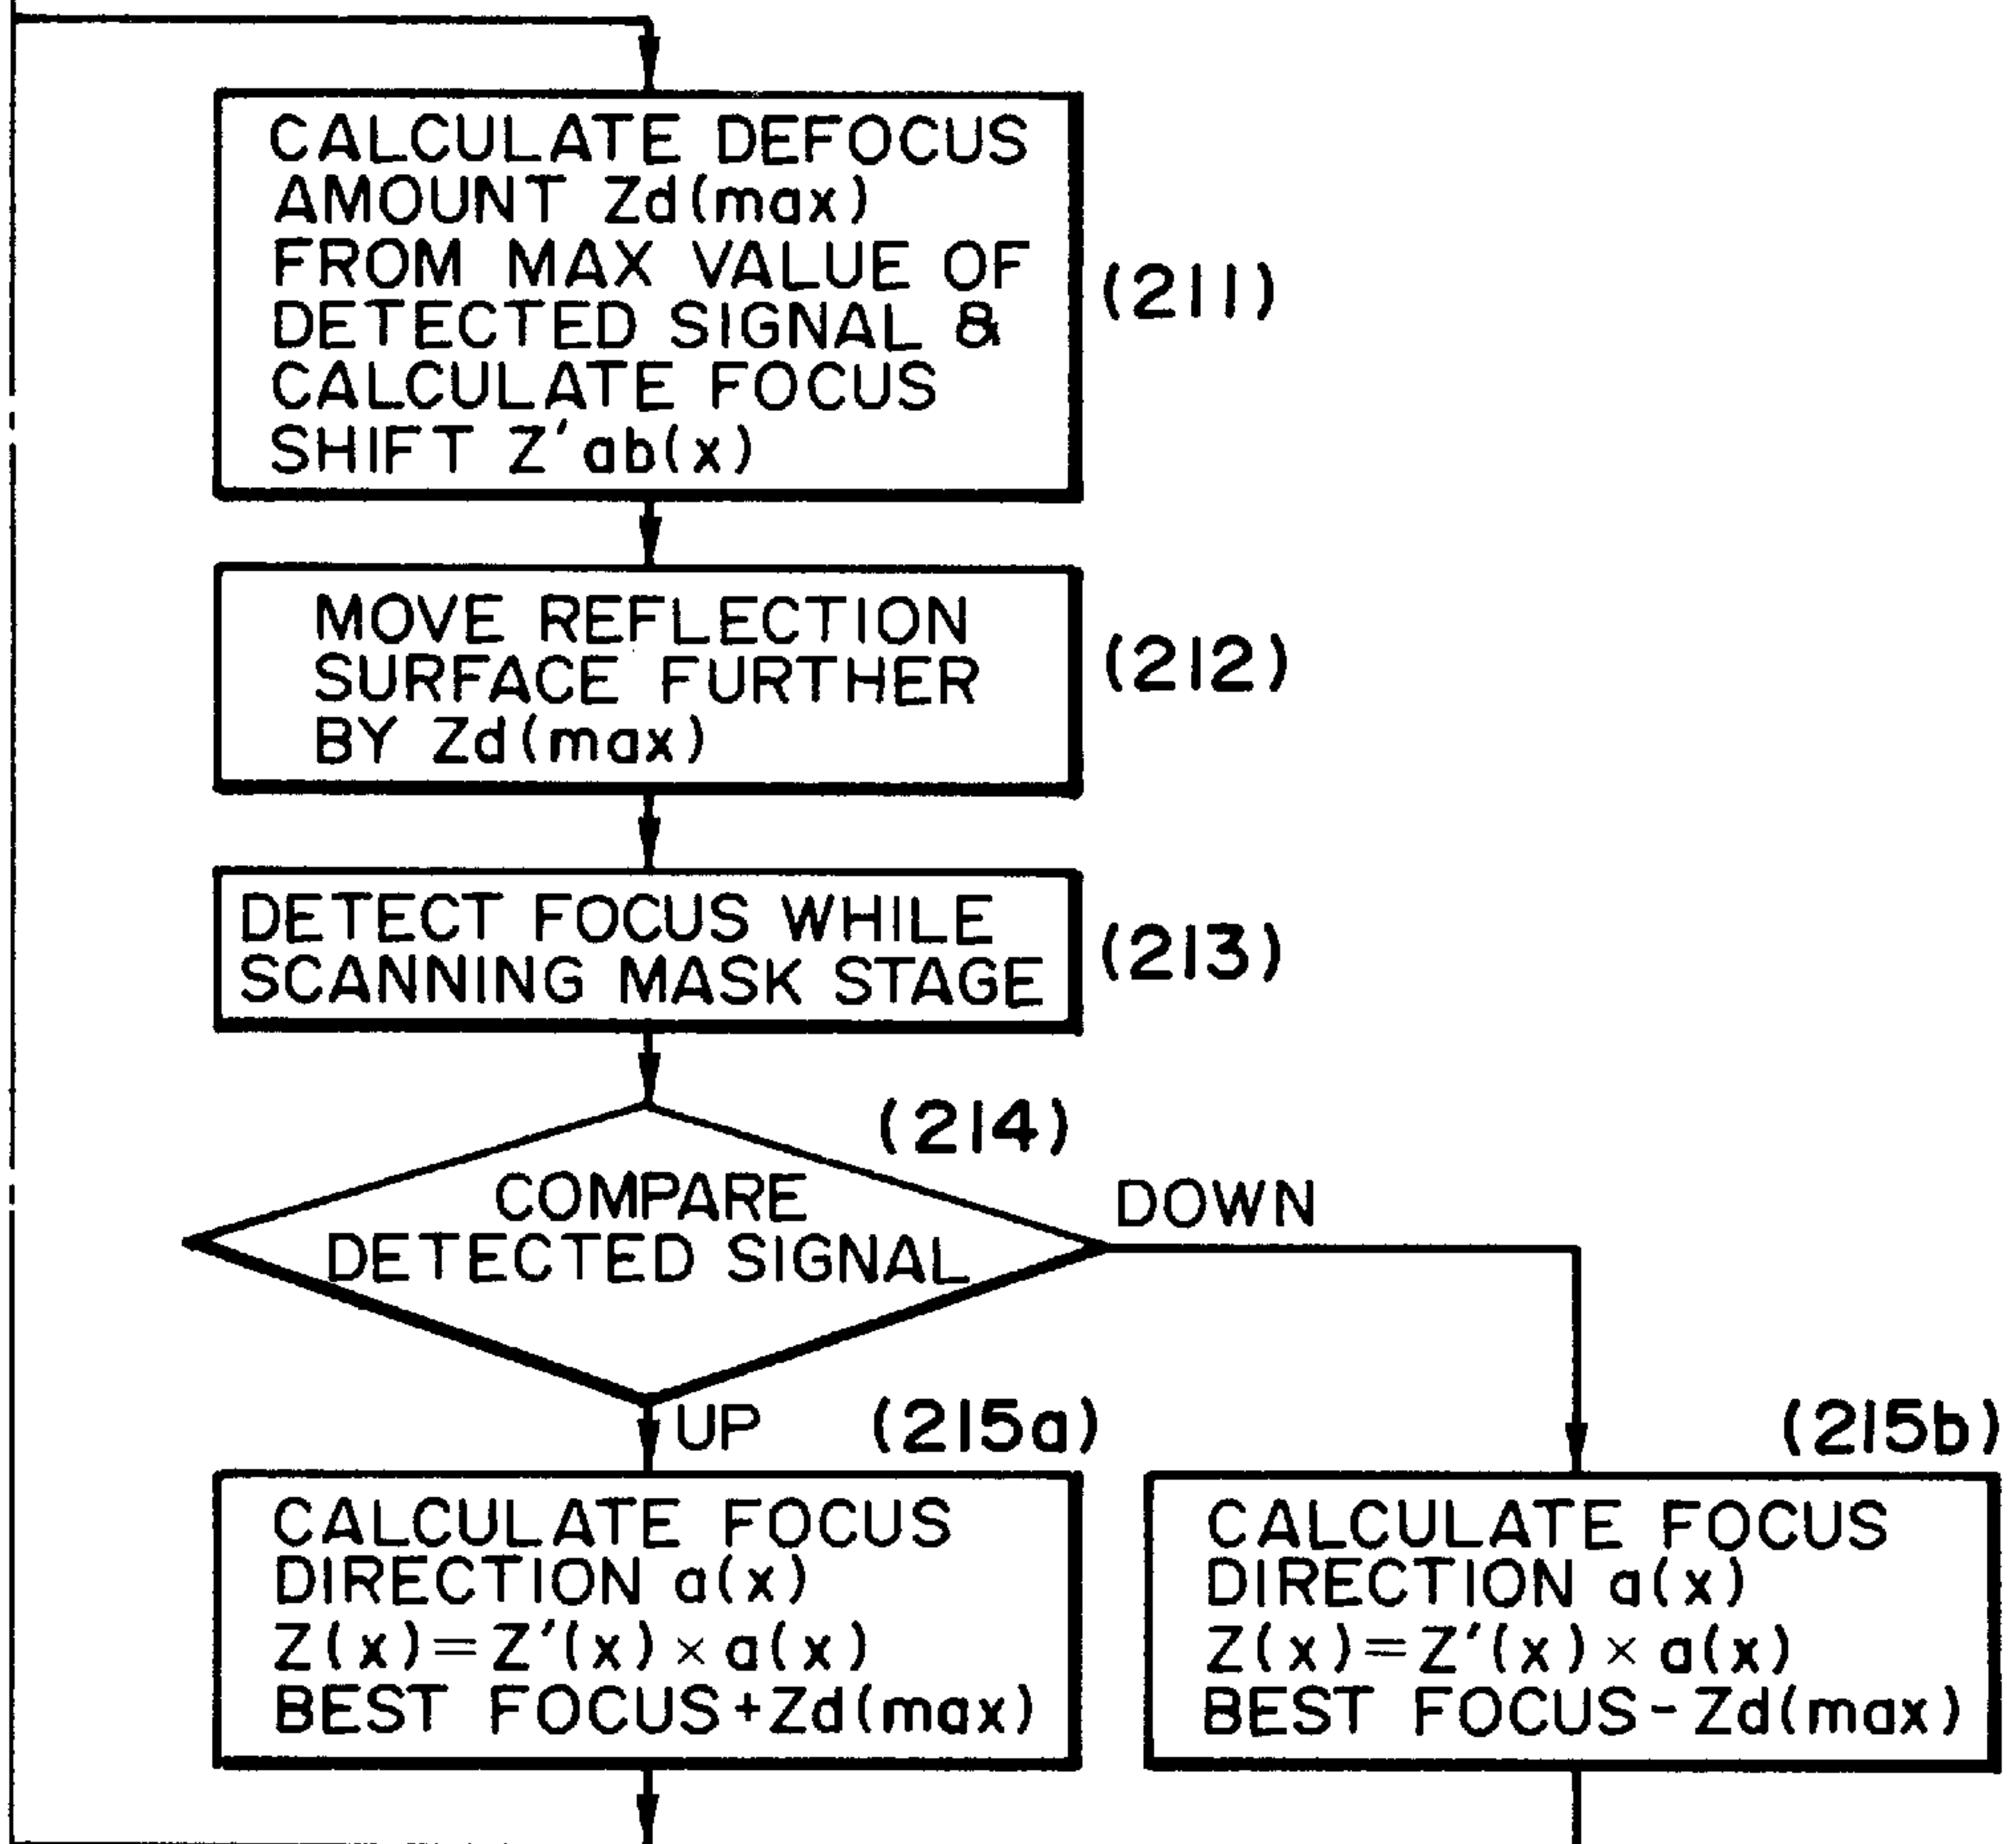 CALCULATE DEFOCUS
AMOUNT Zd(max)
FROM MAX VALUE OF
DETECTED SIGNAL &
CALCULATE FOCUS
SHIFT Z'ab(x)
(211)
MOVE REFLECTION
SURFACE FURTHER
BY Zd(max)
(212)
DETECT FOCUS WHILE
SCANNING MASK STAGE
(213)
(214)
COMPARE
DETECTED SIGNAL
DOWN
UP
(215a)
CALCULATE FOCUS
DIRECTION a(x)
Z(x)=Z'(x)×a(x)
BEST FOCUS+Zd(max)
(215b)
CALCULATE FOCUS
DIRECTION a(x)
Z(x)=Z'(x)×a(x)
BEST FOCUS-Zd(max)